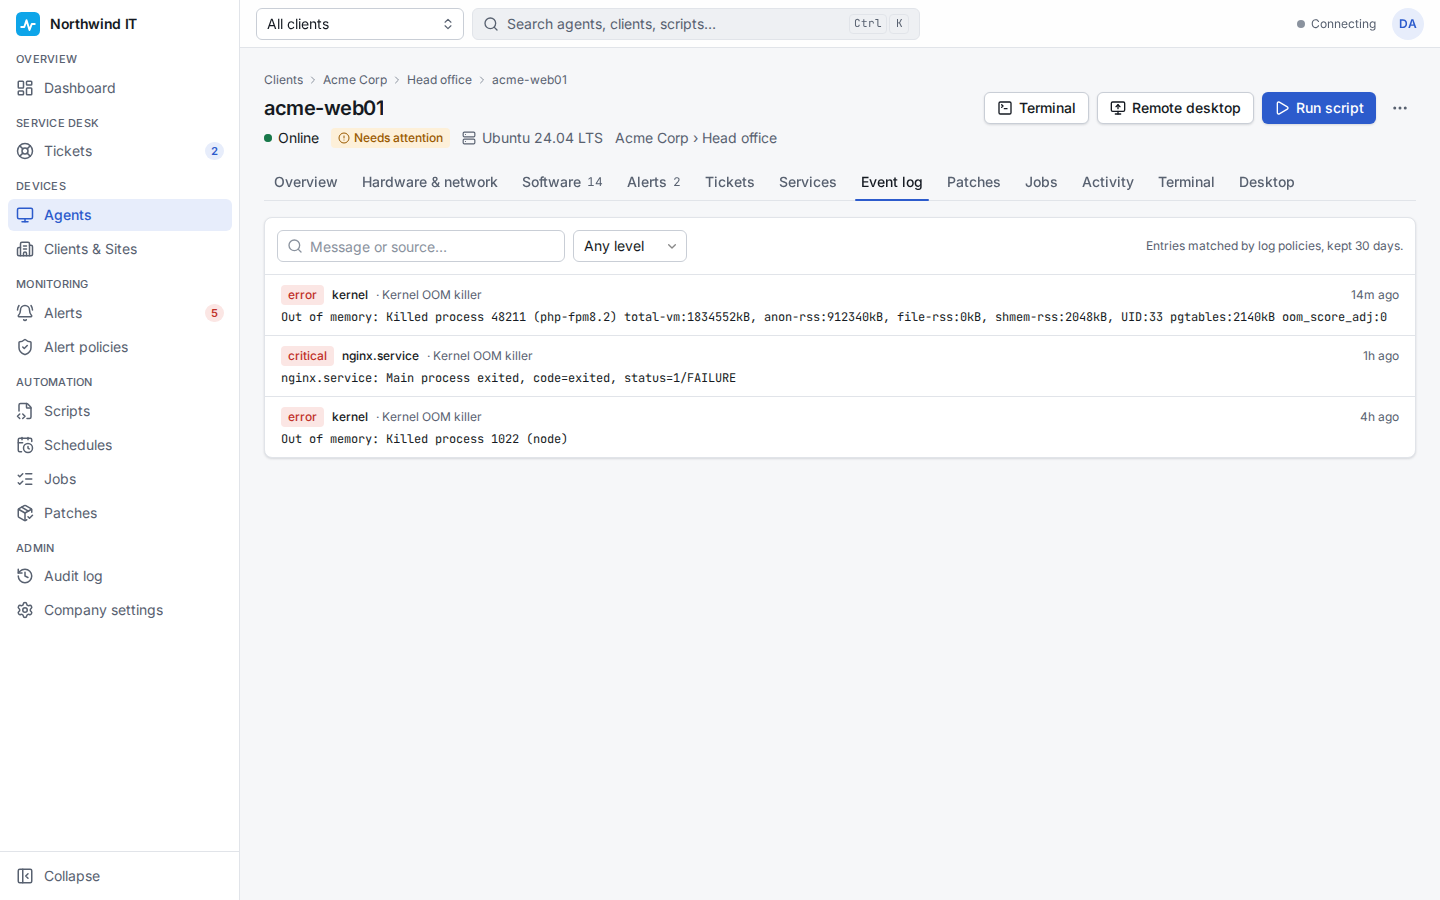 Northwind IT
All clients
Search agents, clients, scripts...
Ctrl K
Connecting
DA
OVERVIEW
Dashboard
SERVICE DESK
Tickets 2
DEVICES
Agents
Clients & Sites
MONITORING
Alerts 5
Alert policies
AUTOMATION
Scripts
Schedules
Jobs
Patches
ADMIN
Audit log
Company settings
Collapse
Clients > Acme Corp > Head office > acme-web01
acme-web01
Terminal
Remote desktop
Run script
Online
Needs attention
Ubuntu 24.04 LTS
Acme Corp › Head office
Overview Hardware & network Software 14 Alerts 2 Tickets Services Event log Patches Jobs Activity Terminal Desktop
Message or source...
Any level
Entries matched by log policies, kept 30 days.
error kernel · Kernel OOM killer 14m ago
Out of memory: Killed process 48211 (php-fpm8.2) total-vm:1834552kB, anon-rss:912340kB, file-rss:0kB, shmem-rss:2048kB, UID:33 pgtables:2140kB oom_score_adj:0
critical nginx.service · Kernel OOM killer 1h ago
nginx.service: Main process exited, code=exited, status=1/FAILURE
error kernel · Kernel OOM killer 4h ago
Out of memory: Killed process 1022 (node)